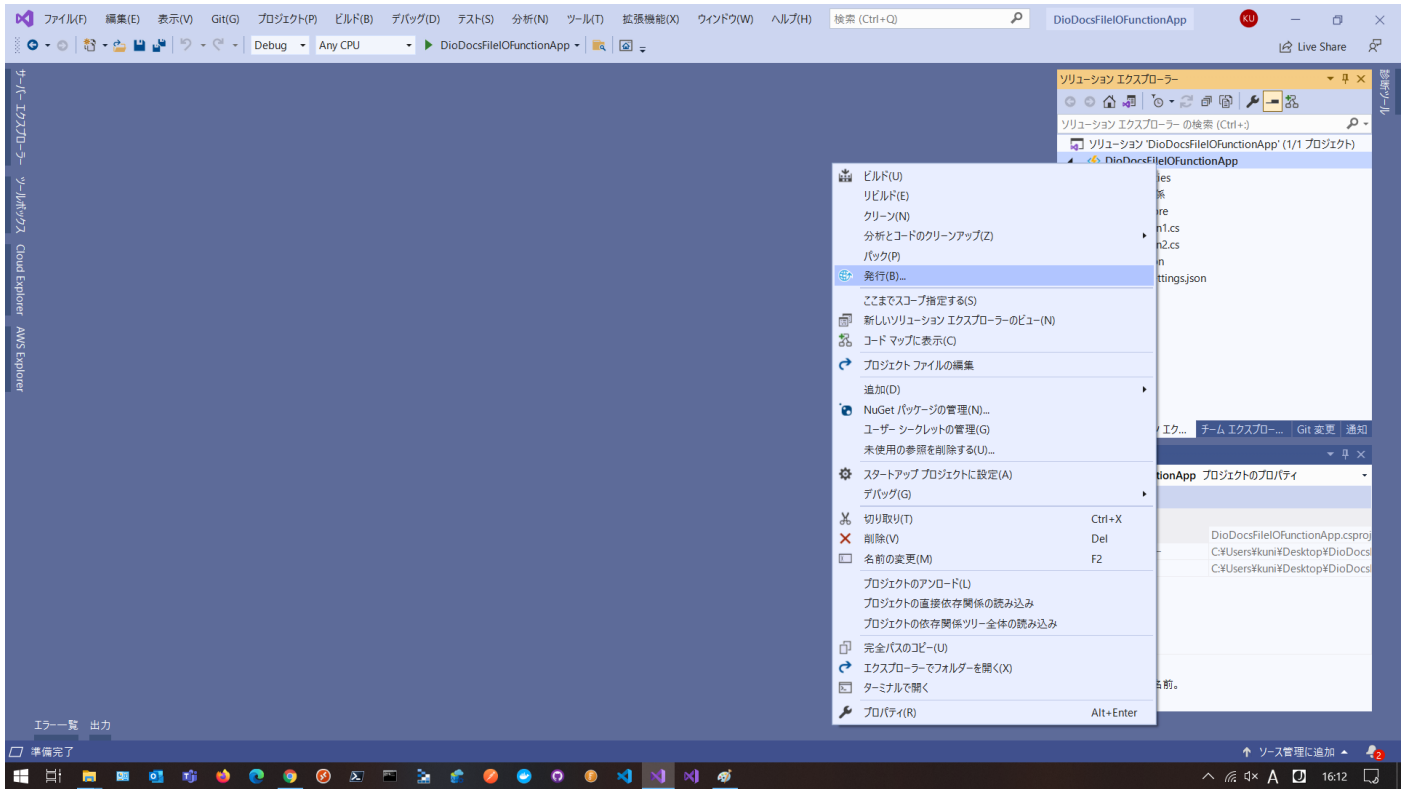 ファイル(F) 編集(E) 表示(V) Git(G) プロジェクト(P) ビルド(B) デバッグ(D) テスト(S) 分析(N) ツール(T) 拡張機能(X) ウィンドウ(W) ヘルプ(H) 検索 (Ctrl+Q) DioDocsFileIOFunctionApp KU
Debug Any CPU DioDocsFileIOFunctionApp Live Share
サーバー エクスプローラー
ツールボックス
Cloud Explorer
AWS Explorer
ソリューション エクスプローラー
ソリューション エクスプローラー の検索 (Ctrl+:)
ソリューション 'DioDocsFileIOFunctionApp' (1/1 プロジェクト)
DioDocsFileIOFunctionApp
ies
係
ore
n1.cs
n2.cs
n
ttings.json
診断ツール
ビルド(U)
リビルド(E)
クリーン(N)
分析とコードのクリーンアップ(Z)
パック(P)
発行(B)...
ここまでスコープ指定する(S)
新しいソリューション エクスプローラーのビュー(N)
コード マップに表示(C)
プロジェクト ファイルの編集
追加(D)
NuGet パッケージの管理(N)...
ユーザー シークレットの管理(G)
未使用の参照を削除する(U)...
スタートアップ プロジェクトに設定(A)
デバッグ(G)
切り取り(T) Ctrl+X
削除(V) Del
名前の変更(M) F2
プロジェクトのアンロード(L)
プロジェクトの直接依存関係の読み込み
プロジェクトの依存関係ツリー全体の読み込み
完全パスのコピー(U)
エクスプローラーでフォルダーを開く(X)
ターミナルで開く
プロパティ(R) Alt+Enter
エク... チーム エクスプロー... Git 変更 通知
tionApp プロジェクトのプロパティ
DioDocsFileIOFunctionApp.csproj
C:¥Users¥kuni¥Desktop¥DioDocsl
C:¥Users¥kuni¥Desktop¥DioDocsl
名前。
エラー一覧 出力
準備完了 ソース管理に追加 2
A 16:12